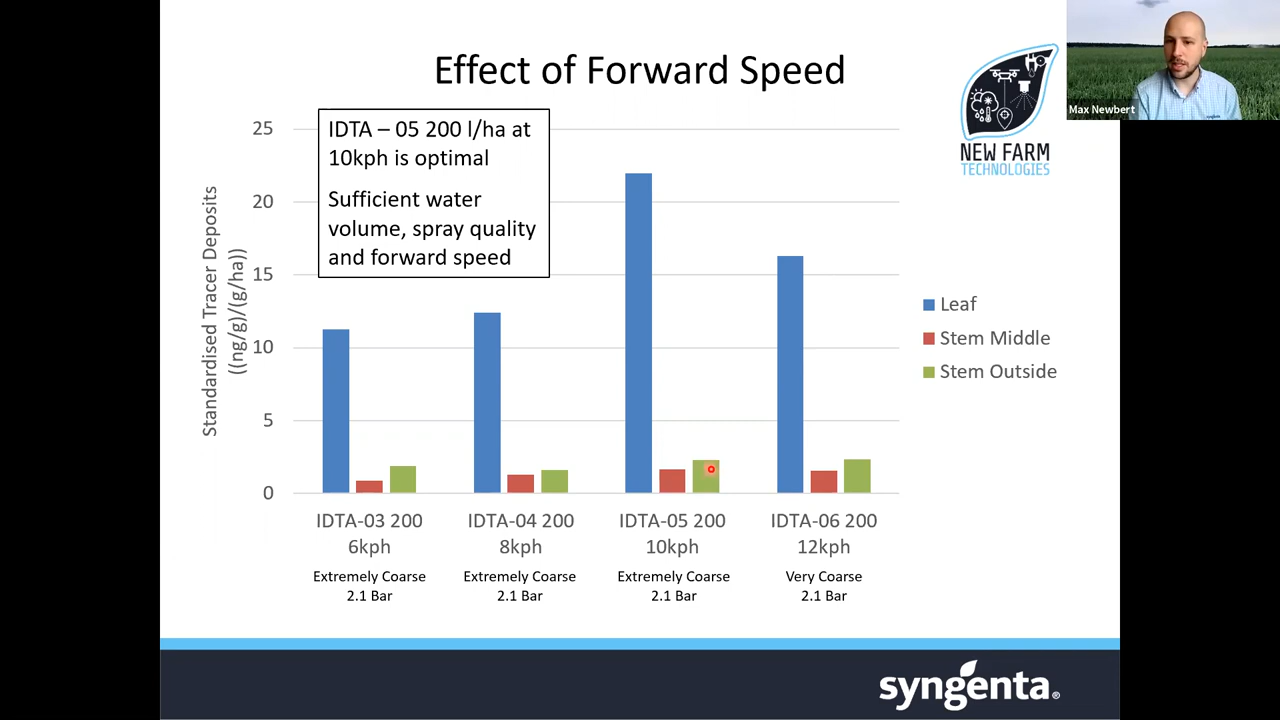 Effect of Forward Speed
Max Newbert
NEW FARM
TECHNOLOGIES
IDTA – 05 200 l/ha at
10kph is optimal
Sufficient water
volume, spray quality
and forward speed
Standardised Tracer Deposits
((ng/g)/(g/ha))
25
20
15
10
5
0
Leaf
Stem Middle
Stem Outside
IDTA-03 200
6kph
IDTA-04 200
8kph
IDTA-05 200
10kph
IDTA-06 200
12kph
Extremely Coarse
2.1 Bar
Extremely Coarse
2.1 Bar
Extremely Coarse
2.1 Bar
Very Coarse
2.1 Bar
syngenta®